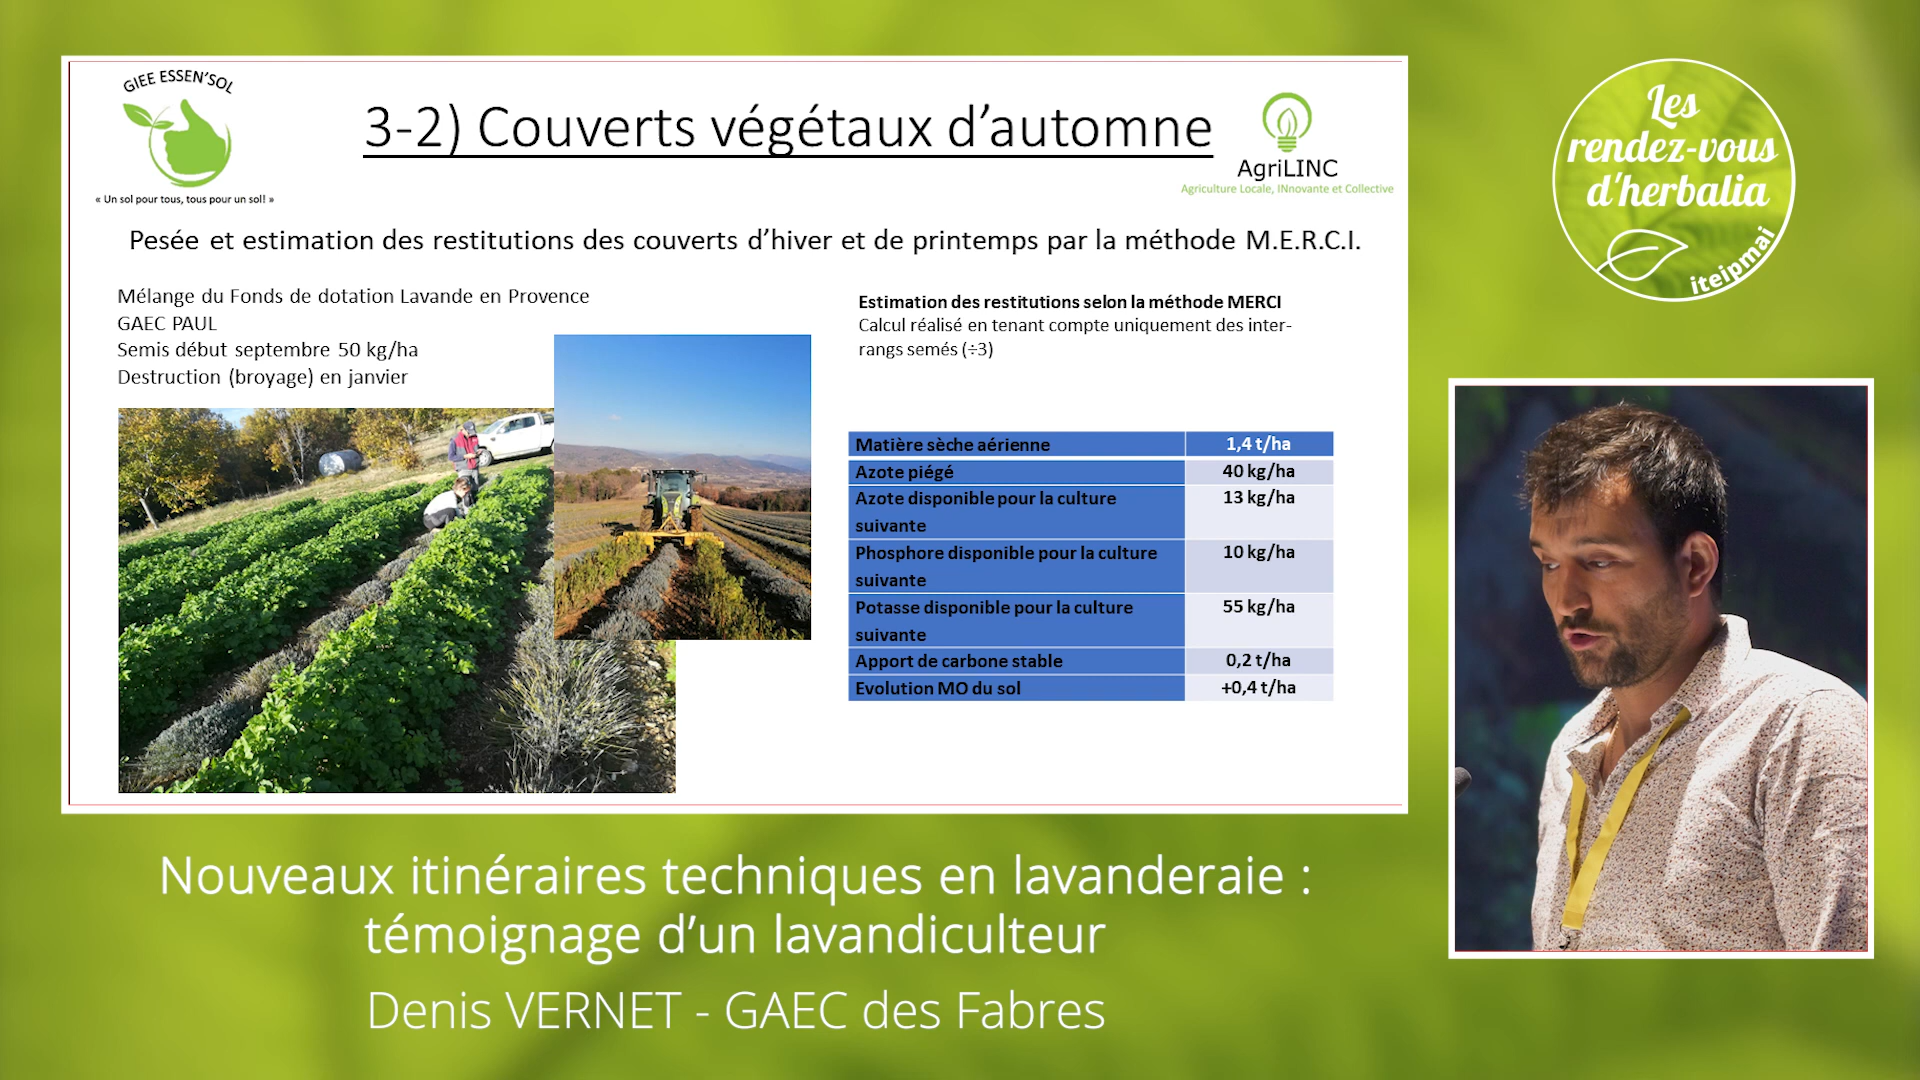 GIEE ESSEN'SOL
« Un sol pour tous, tous pour un sol! »
3-2) Couverts végétaux d’automne
AgriLINC
Agriculture Locale, INnovante et Collective
Pesée et estimation des restitutions des couverts d’hiver et de printemps par la méthode M.E.R.C.I.
Mélange du Fonds de dotation Lavande en Provence
GAEC PAUL
Semis début septembre 50 kg/ha
Destruction (broyage) en janvier
Estimation des restitutions selon la méthode MERCI
Calcul réalisé en tenant compte uniquement des inter-
rangs semés (÷3)
Matière sèche aérienne 1,4 t/ha
Azote piégé 40 kg/ha
Azote disponible pour la culture 13 kg/ha
suivante
Phosphore disponible pour la culture 10 kg/ha
suivante
Potasse disponible pour la culture 55 kg/ha
suivante
Apport de carbone stable 0,2 t/ha
Evolution MO du sol +0,4 t/ha
Les
rendez-vous
d'herbalia
iteipmai
Nouveaux itinéraires techniques en lavanderaie :
témoignage d’un lavandiculteur
Denis VERNET - GAEC des Fabres